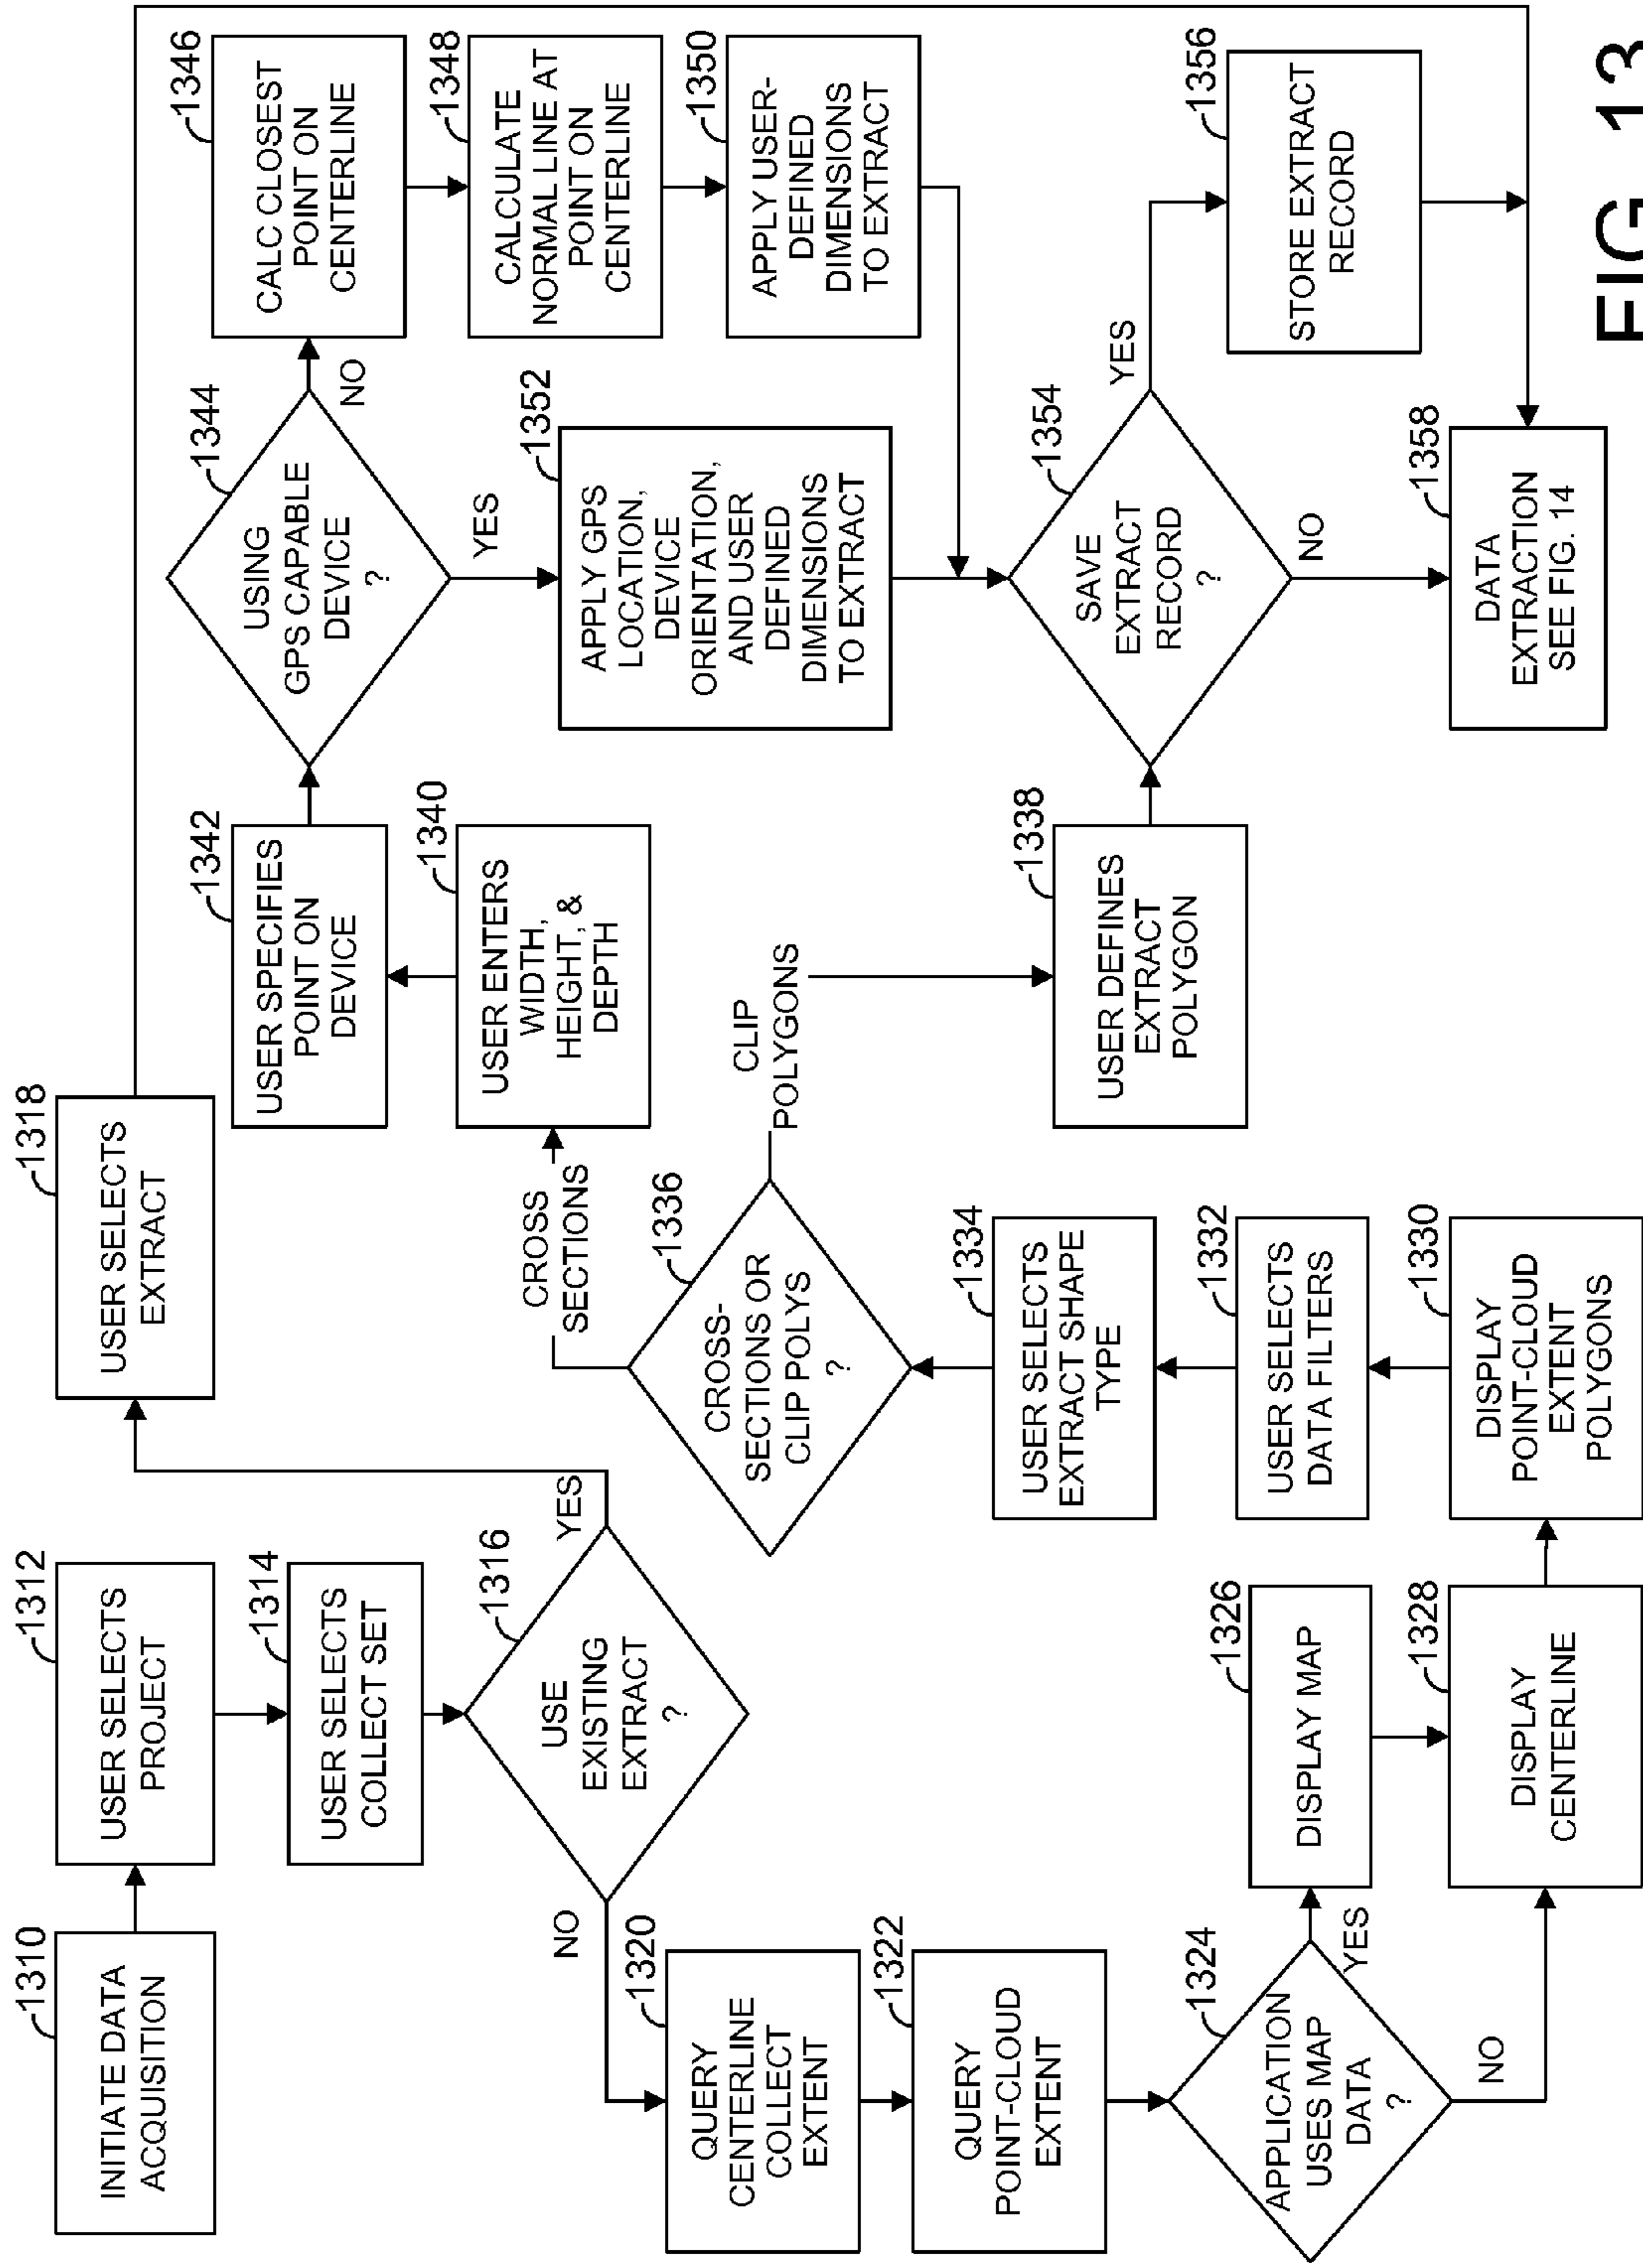 1310
INITIATE DATA
ACQUISITION
1312
USER SELECTS
PROJECT
1314
USER SELECTS
COLLECT SET
1316
USE
EXISTING
EXTRACT
?
YES
NO
1318
USER SELECTS
EXTRACT
1320
QUERY
CENTERLINE
COLLECT
EXTENT
1322
QUERY
POINT-CLOUD
EXTENT
1324
APPLICATION
USES MAP
DATA
?
YES
NO
1326
DISPLAY MAP
1328
DISPLAY
CENTERLINE
1330
DISPLAY
POINT-CLOUD
EXTENT
POLYGONS
1332
USER SELECTS
DATA FILTERS
1334
USER SELECTS
EXTRACT SHAPE
TYPE
1336
CROSS-
SECTIONS OR
CLIP POLYS
?
CROSS
SECTIONS
CLIP
POLYGONS
1338
USER DEFINES
EXTRACT
POLYGON
1340
USER ENTERS
WIDTH,
HEIGHT, &
DEPTH
1342
USER SPECIFIES
POINT ON
DEVICE
1344
USING
GPS CAPABLE
DEVICE
?
NO
YES
1346
CALC CLOSEST
POINT ON
CENTERLINE
1348
CALCULATE
NORMAL LINE AT
POINT ON
CENTERLINE
1350
APPLY USER-
DEFINED
DIMENSIONS
TO EXTRACT
1352
APPLY GPS
LOCATION,
DEVICE
ORIENTATION,
AND USER
DEFINED
DIMENSIONS
TO EXTRACT
1354
SAVE
EXTRACT
RECORD
?
YES
NO
1356
STORE EXTRACT
RECORD
1358
DATA
EXTRACTION
SEE FIG. 14
FIG. 13